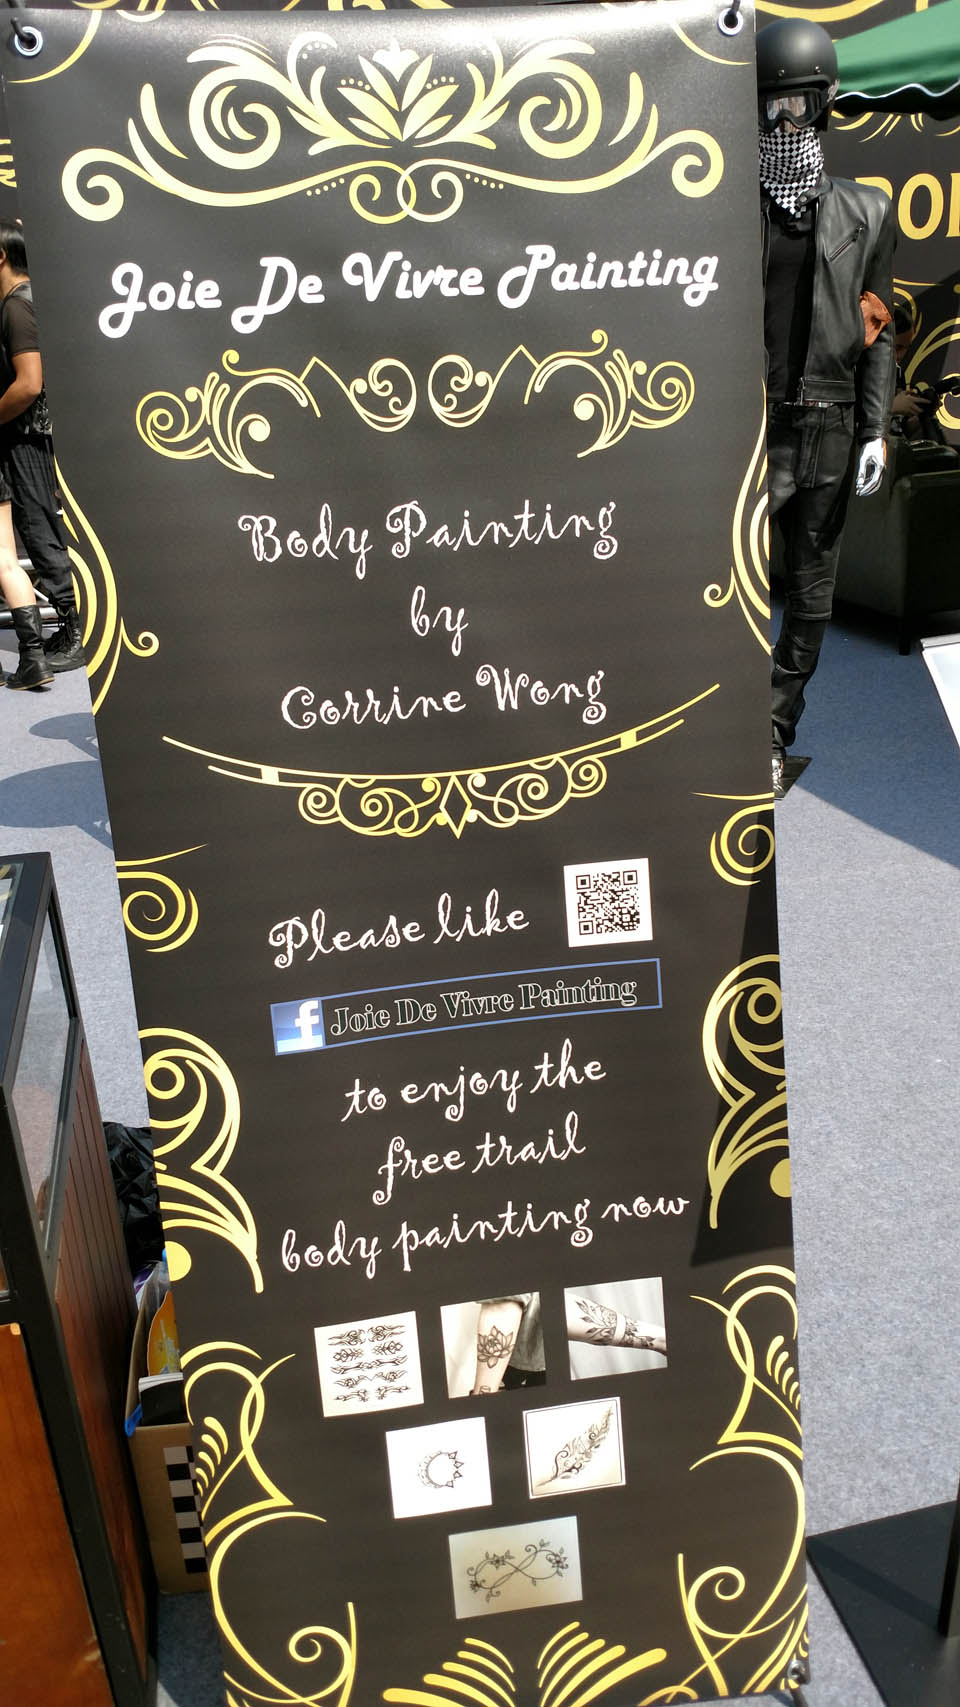 Joie De Vivre Painting
Body Painting
by
Corrine Wong
Please like
f Joie De Vivre Painting
to enjoy the
free trail
body painting now